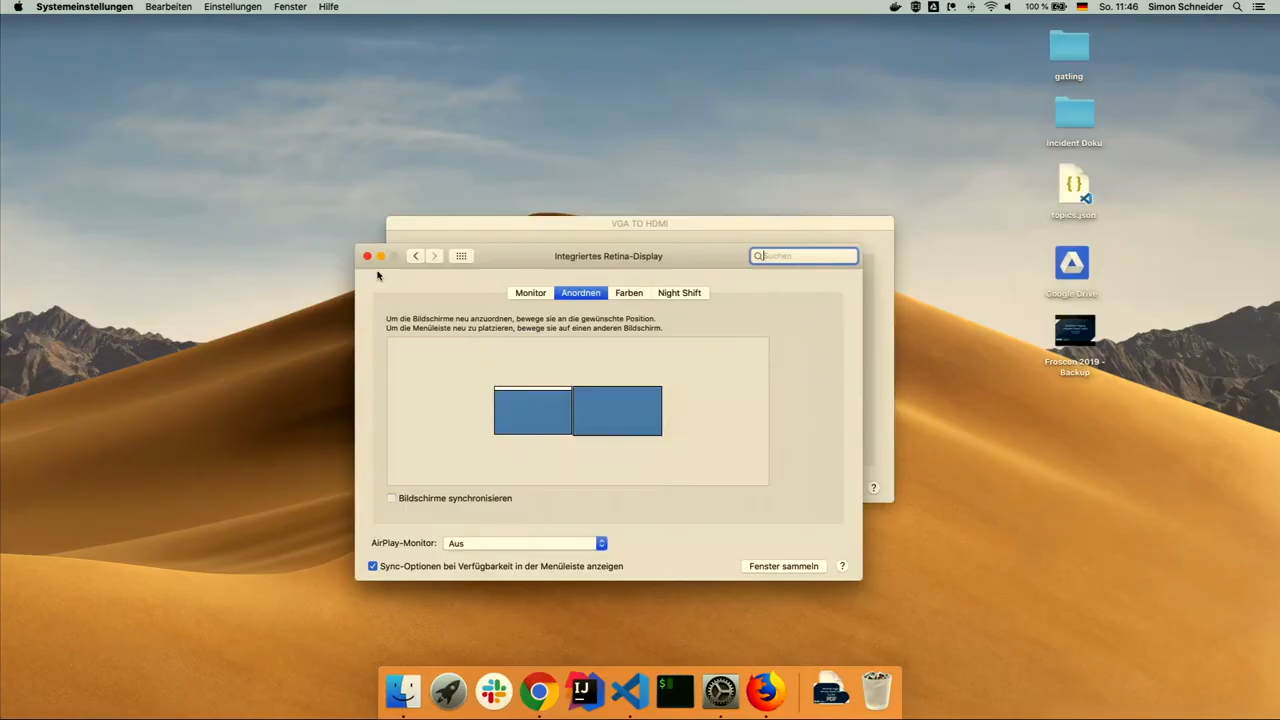 Systemeinstellungen Bearbeiten Einstellungen Fenster Hilfe
100 % So. 11:46 Simon Schneider
gatling
Incident Doku
{ }
topics.json
Google Drive
Froscon 2019 -
Backup
VGA TO HDMI
Integriertes Retina-Display
Suchen
Monitor Anordnen Farben Night Shift
Um die Bildschirme neu anzuordnen, bewege sie an die gewünschte Position.
Um die Menüleiste neu zu platzieren, bewege sie auf einen anderen Bildschirm.
?
Bildschirme synchronisieren
AirPlay-Monitor: Aus
Sync-Optionen bei Verfügbarkeit in der Menüleiste anzeigen
Fenster sammeln ?
IJ
$
PDF